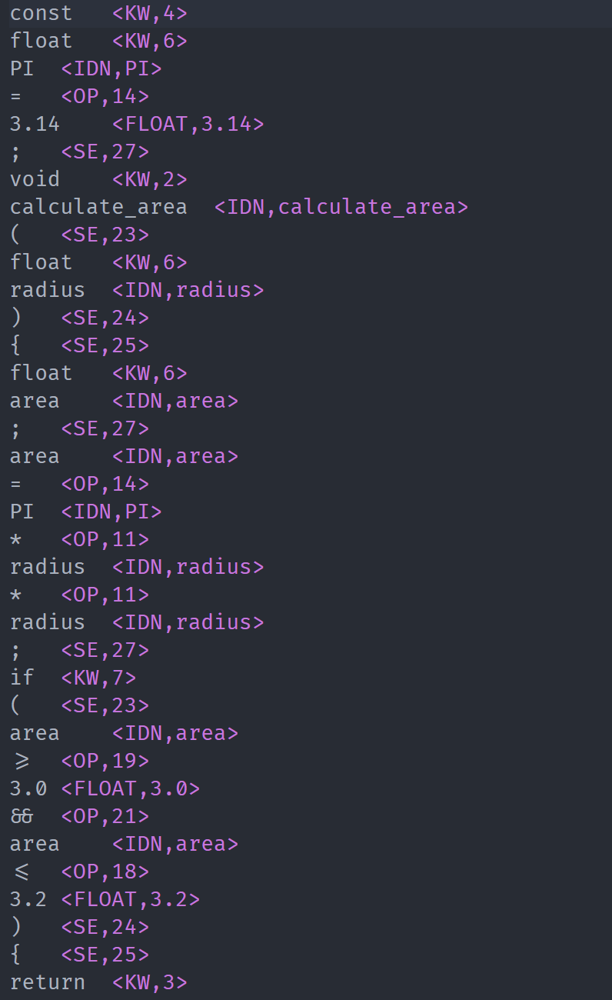 const	<KW,4>
float	<KW,6>
PI	<IDN,PI>
=	<OP,14>
3.14	<FLOAT,3.14>
;	<SE,27>
void	<KW,2>
calculate_area	<IDN,calculate_area>
(	<SE,23>
float	<KW,6>
radius	<IDN,radius>
)	<SE,24>
{	<SE,25>
float	<KW,6>
area	<IDN,area>
;	<SE,27>
area	<IDN,area>
=	<OP,14>
PI	<IDN,PI>
*	<OP,11>
radius	<IDN,radius>
*	<OP,11>
radius	<IDN,radius>
;	<SE,27>
if	<KW,7>
(	<SE,23>
area	<IDN,area>
>=	<OP,19>
3.0	<FLOAT,3.0>
&&	<OP,21>
area	<IDN,area>
<=	<OP,18>
3.2	<FLOAT,3.2>
)	<SE,24>
{	<SE,25>
return	<KW,3>